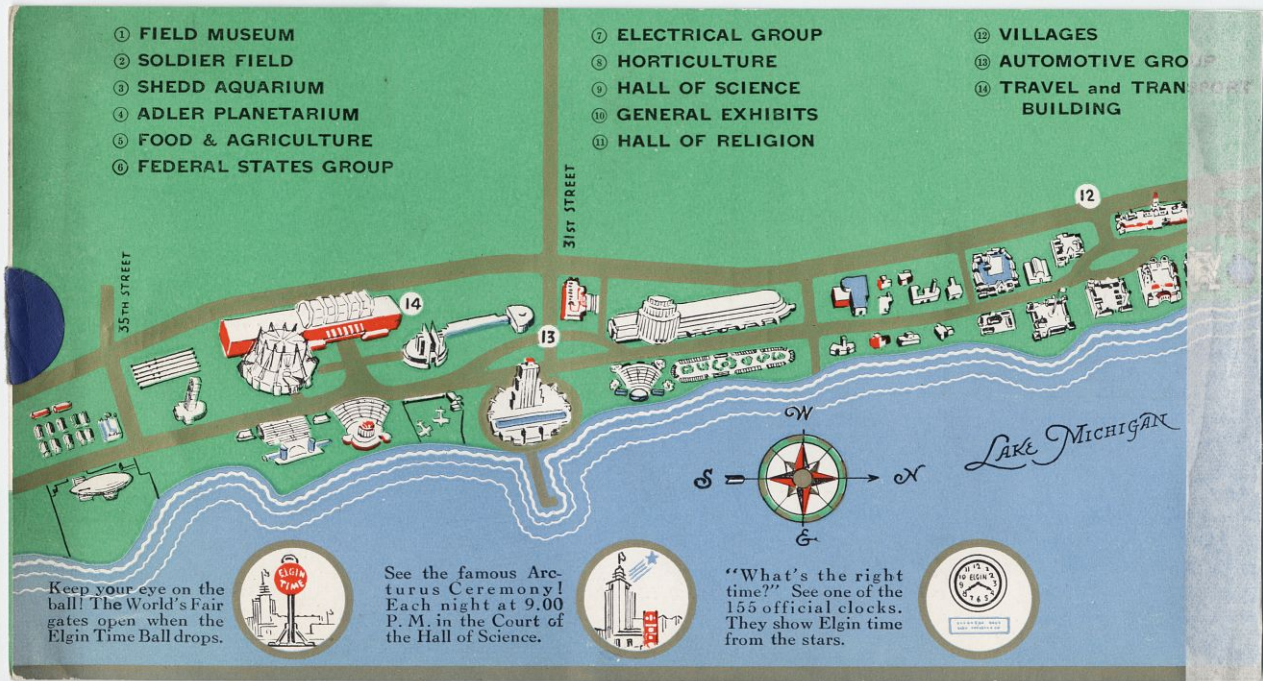 ① FIELD MUSEUM
② SOLDIER FIELD
③ SHEDD AQUARIUM
④ ADLER PLANETARIUM
⑤ FOOD & AGRICULTURE
⑥ FEDERAL STATES GROUP
⑦ ELECTRICAL GROUP
⑧ HORTICULTURE
⑨ HALL OF SCIENCE
⑩ GENERAL EXHIBITS
⑪ HALL OF RELIGION
⑫ VILLAGES
⑬ AUTOMOTIVE GROUP
⑭ TRAVEL and TRANSPORT
BUILDING
35TH STREET
31ST STREET
12
14
13
W
S
N
E
LAKE MICHIGAN
Keep your eye on the
ball! The World's Fair
gates open when the
Elgin Time Ball drops.
ELGIN
TIME
See the famous Arc-
turus Ceremony!
Each night at 9.00
P. M. in the Court of
the Hall of Science.
"What's the right
time?" See one of the
155 official clocks.
They show Elgin time
from the stars.
ELGIN